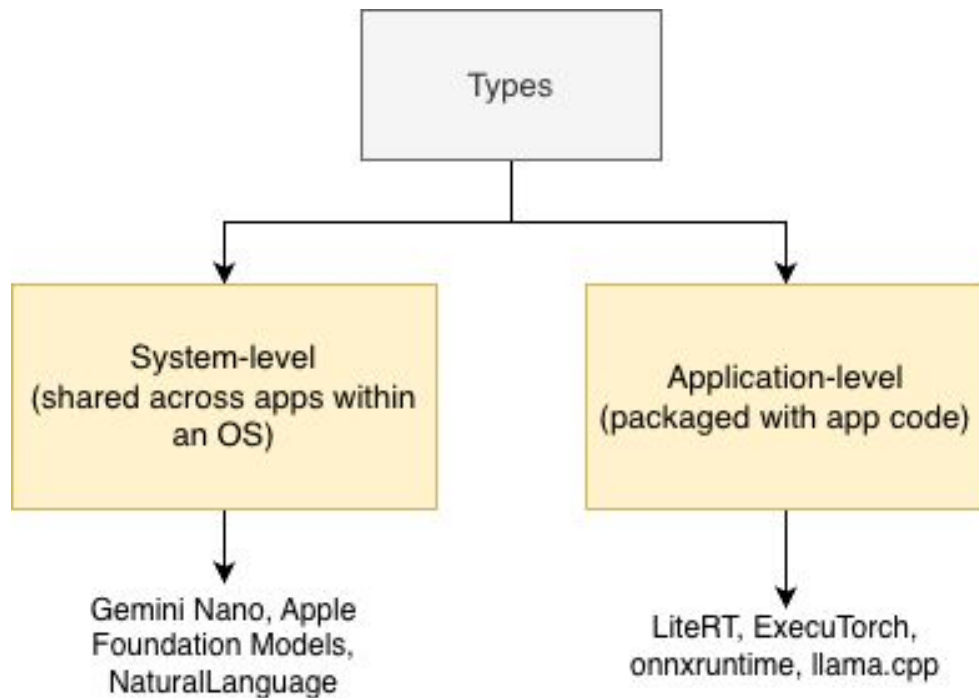 Types
System-level
(shared across apps within
an OS)
Application-level
(packaged with app code)
Gemini Nano, Apple
Foundation Models,
NaturalLanguage
LiteRT, ExecuTorch,
onnxruntime, llama.cpp